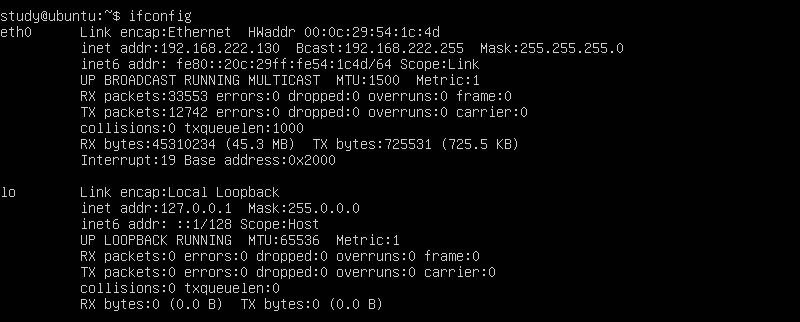 study@ubuntu:~$ ifconfig
eth0      Link encap:Ethernet  HWaddr 00:0c:29:54:1c:4d
          inet addr:192.168.222.130  Bcast:192.168.222.255  Mask:255.255.255.0
          inet6 addr: fe80::20c:29ff:fe54:1c4d/64 Scope:Link
          UP BROADCAST RUNNING MULTICAST  MTU:1500  Metric:1
          RX packets:33553 errors:0 dropped:0 overruns:0 frame:0
          TX packets:12742 errors:0 dropped:0 overruns:0 carrier:0
          collisions:0 txqueuelen:1000
          RX bytes:45310234 (45.3 MB)  TX bytes:725531 (725.5 KB)
          Interrupt:19 Base address:0x2000

lo        Link encap:Local Loopback
          inet addr:127.0.0.1  Mask:255.0.0.0
          inet6 addr: ::1/128 Scope:Host
          UP LOOPBACK RUNNING  MTU:65536  Metric:1
          RX packets:0 errors:0 dropped:0 overruns:0 frame:0
          TX packets:0 errors:0 dropped:0 overruns:0 carrier:0
          collisions:0 txqueuelen:0
          RX bytes:0 (0.0 B)  TX bytes:0 (0.0 B)